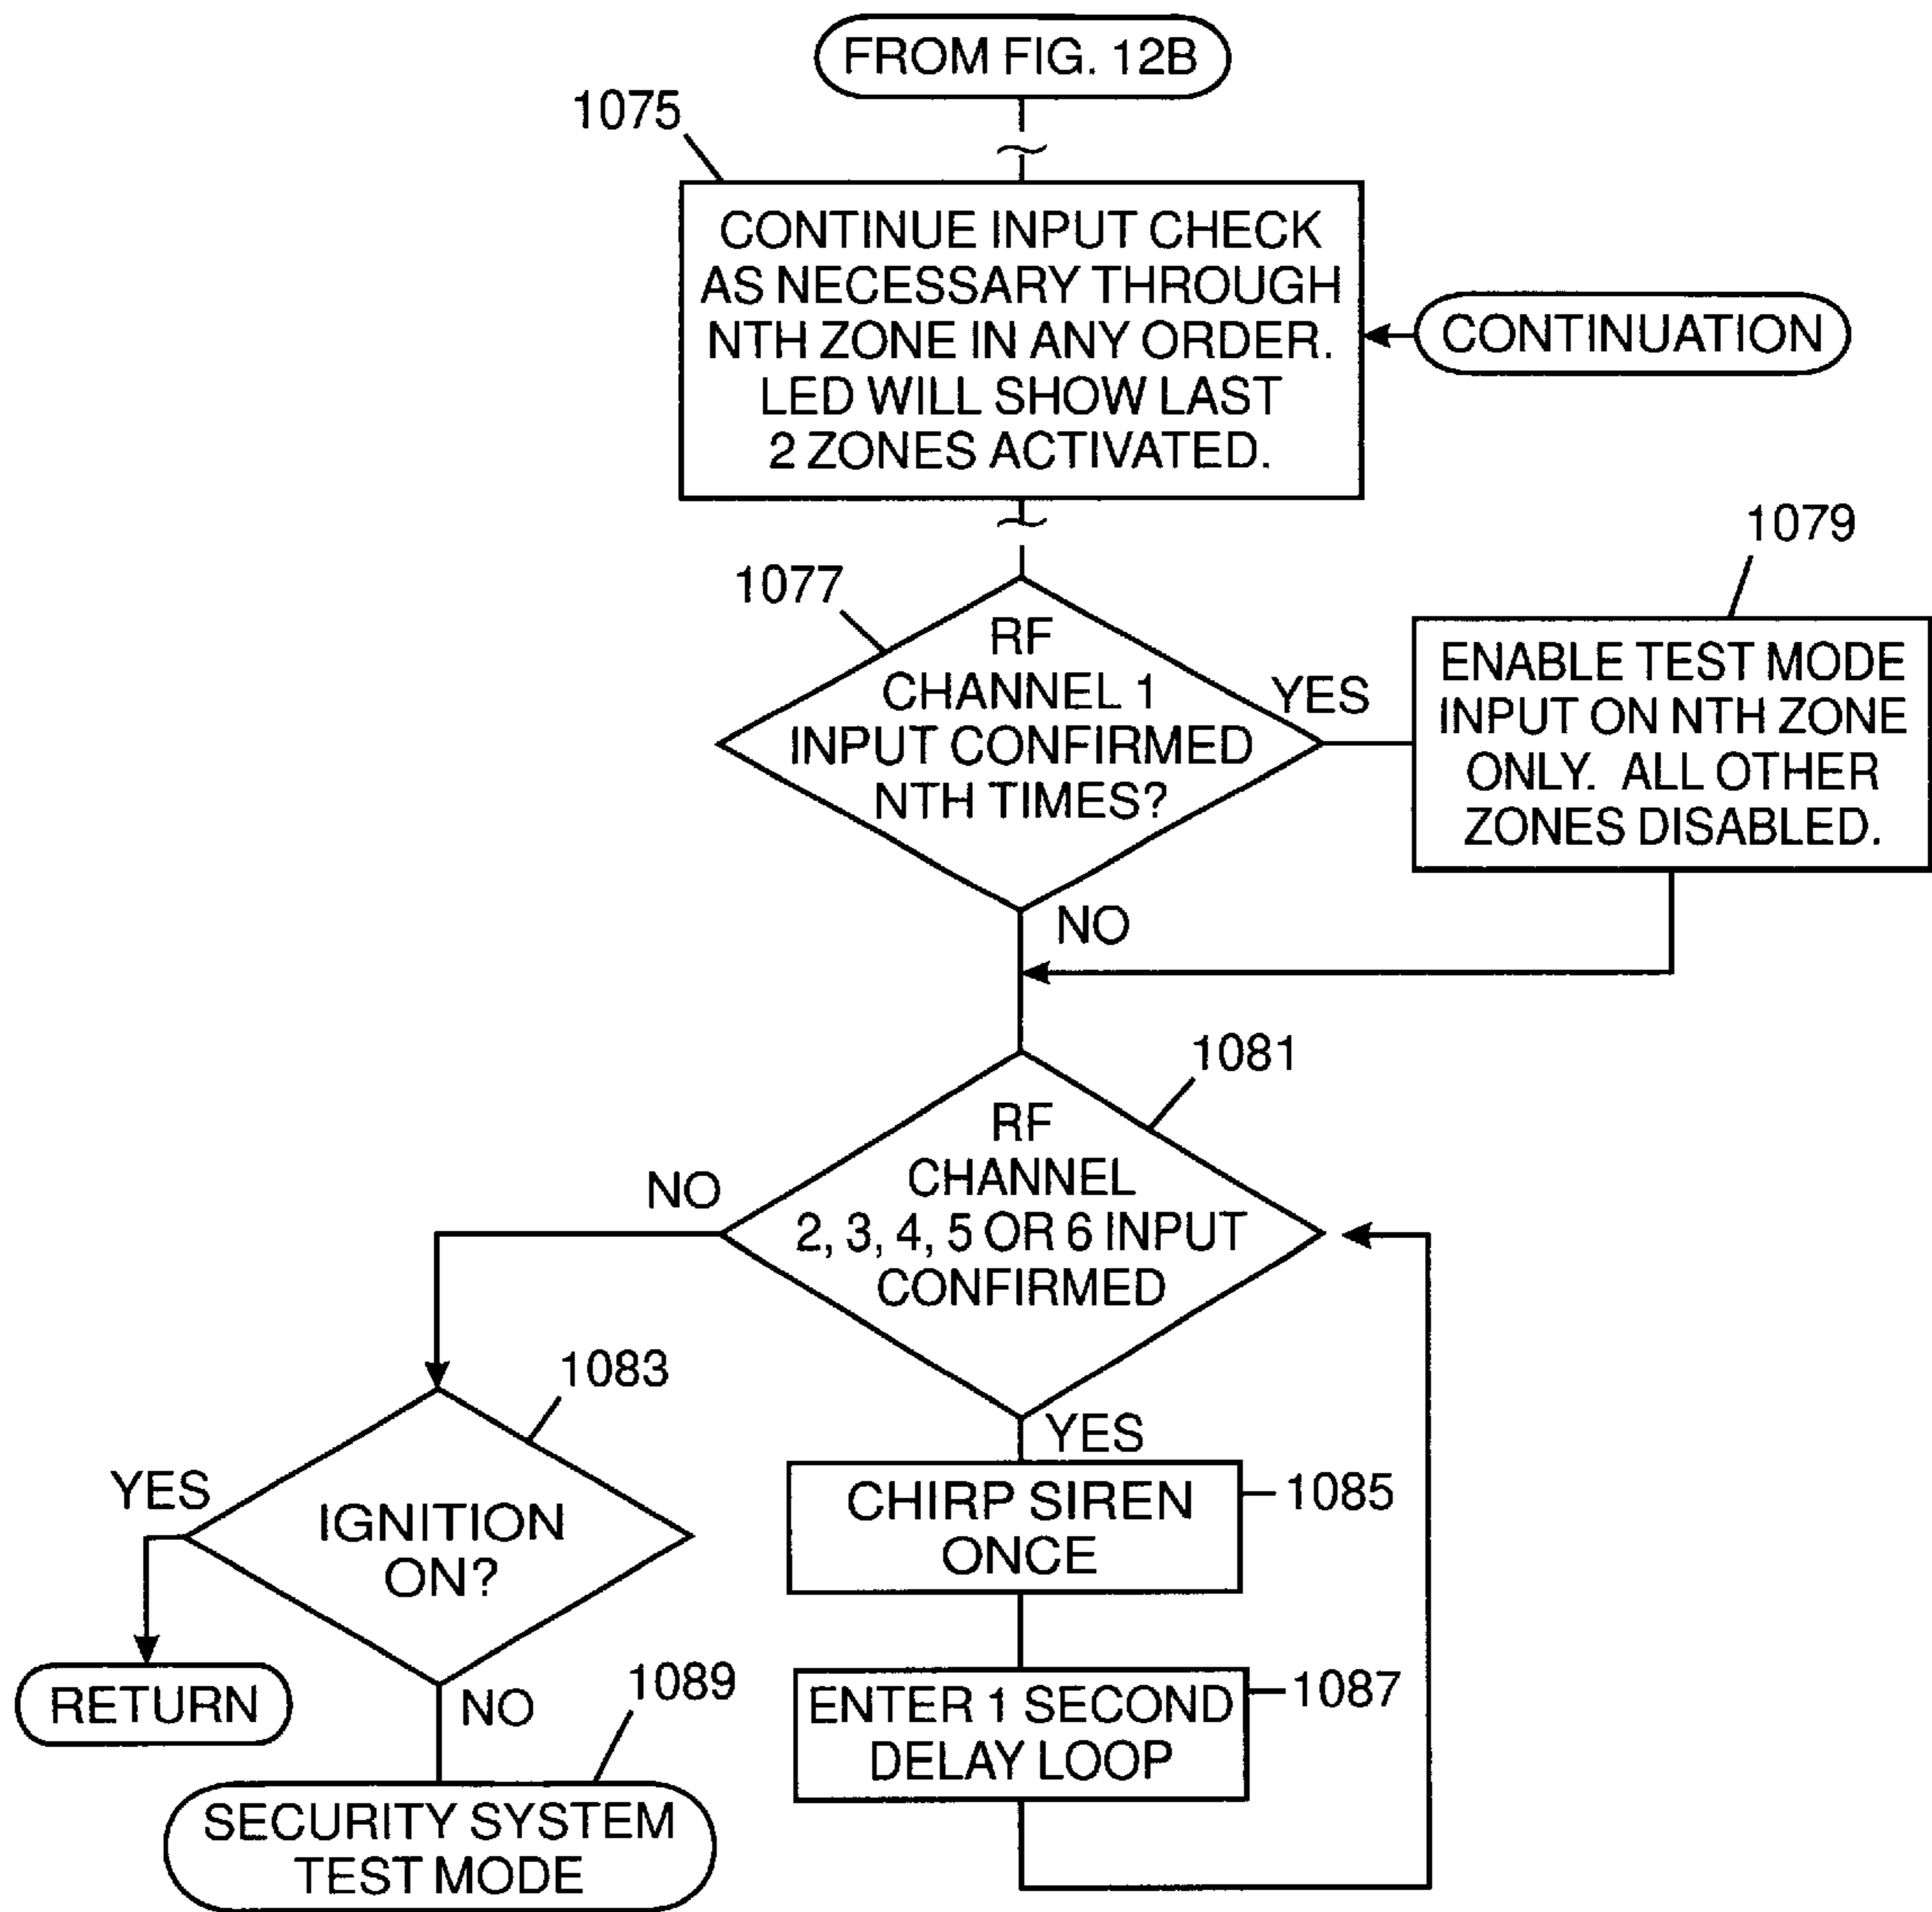 FROM FIG. 12B
1075
CONTINUE INPUT CHECK
AS NECESSARY THROUGH
NTH ZONE IN ANY ORDER.
LED WILL SHOW LAST
2 ZONES ACTIVATED.
CONTINUATION
1077
RF
CHANNEL 1
INPUT CONFIRMED
NTH TIMES?
YES
1079
ENABLE TEST MODE
INPUT ON NTH ZONE
ONLY. ALL OTHER
ZONES DISABLED.
NO
1081
RF
CHANNEL
2, 3, 4, 5 OR 6 INPUT
CONFIRMED
NO
1083
YES
IGNITION
ON?
RETURN
NO
1089
SECURITY SYSTEM
TEST MODE
YES
CHIRP SIREN
ONCE
1085
ENTER 1 SECOND
DELAY LOOP
1087